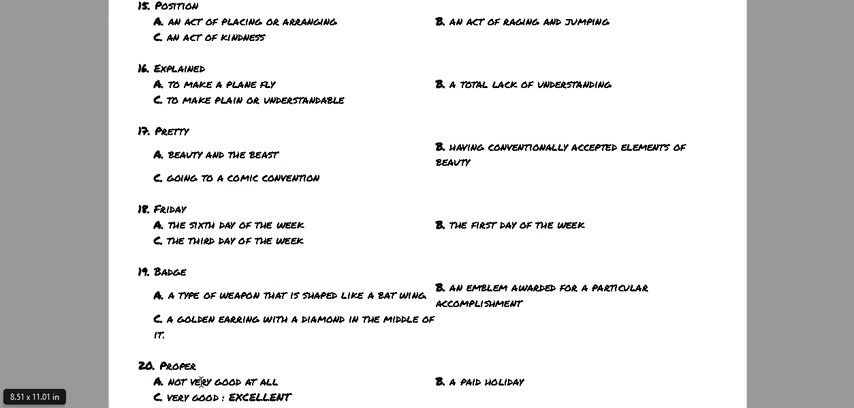 15. Position
A. an act of placing or arranging
B. an act of raging and jumping
C. an act of kindness
16. Explained
A. to make a plane fly
B. a total lack of understanding
C. to make plain or understandable
17. Pretty
A. beauty and the beast
B. having conventionally accepted elements of
beauty
C. going to a comic convention
18. Friday
A. the sixth day of the week
B. the first day of the week
C. the third day of the week
19. Badge
A. a type of weapon that is shaped like a bat wing
B. an emblem awarded for a particular
accomplishment
C. a golden earring with a diamond in the middle of
it.
20. Proper
A. not very good at all
B. a paid holiday
C. very good : excellent
8.51 x 11.01 in